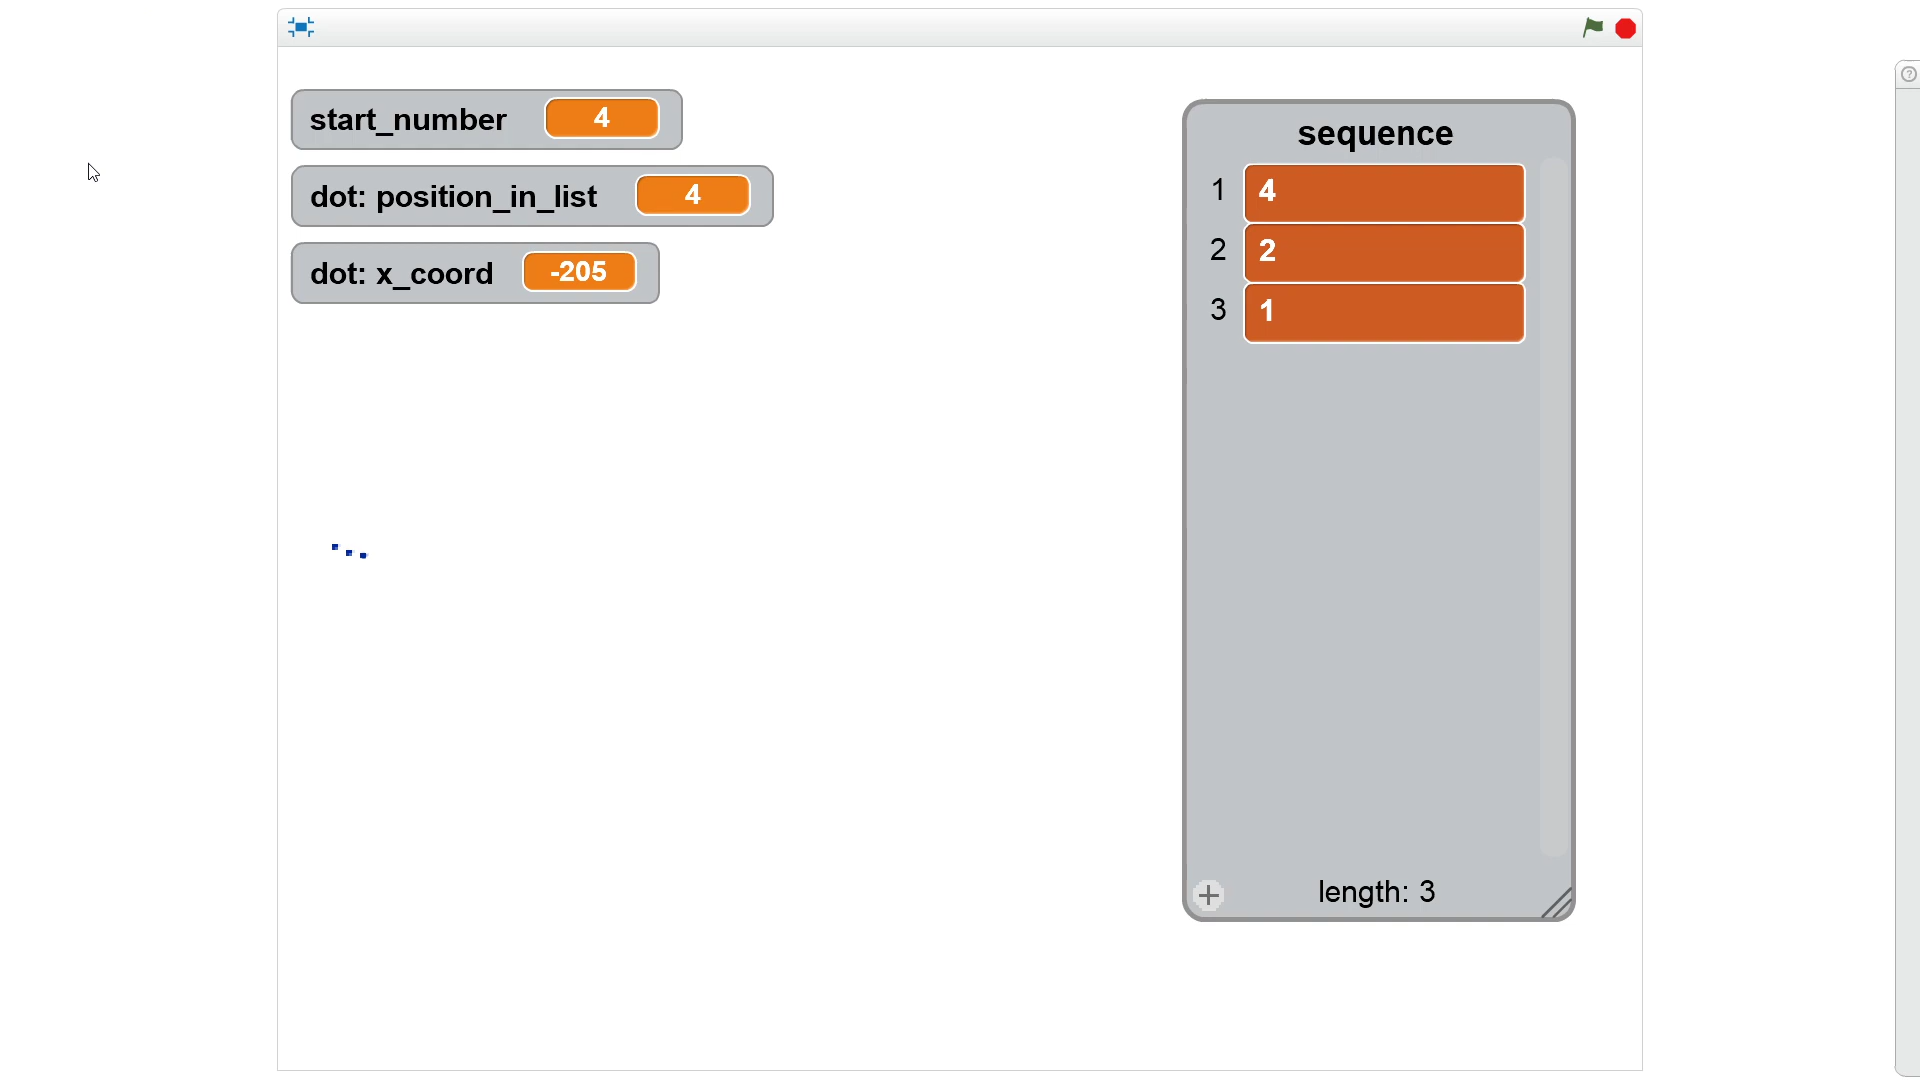 start_number 4
dot: position_in_list 4
dot: x_coord -205
sequence
1 4
2 2
3 1
+ length: 3
?